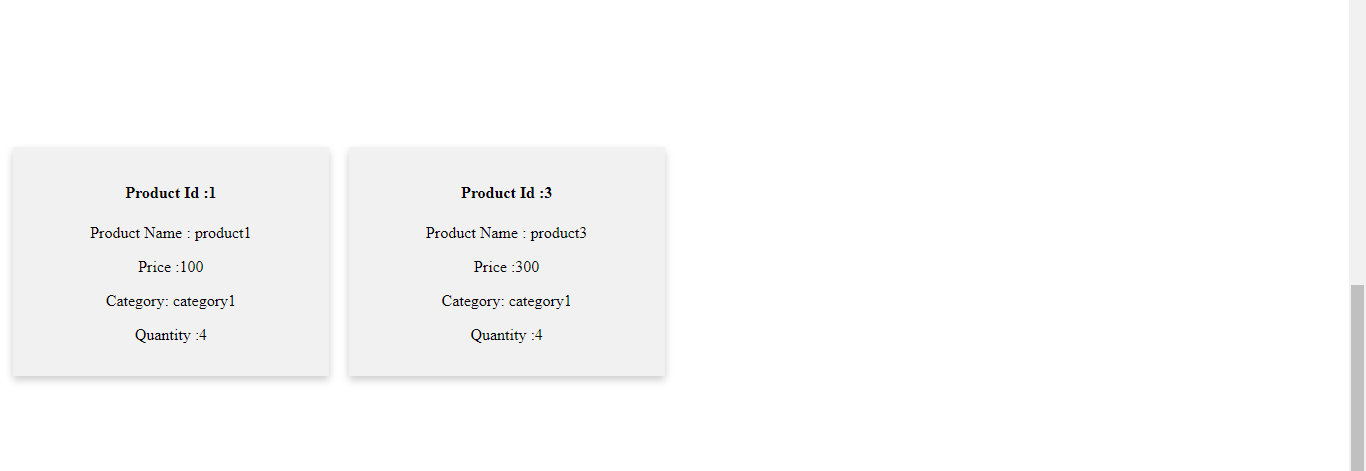 Product Id :1
Product Name : product1
Price :100
Category: category1
Quantity :4
Product Id :3
Product Name : product3
Price :300
Category: category1
Quantity :4